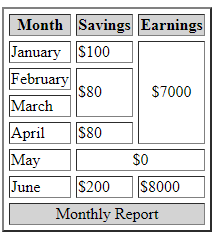 Month Savings Earnings
January $100
February
$80 $7000
March
April $80
May $0
June $200 $8000
Monthly Report